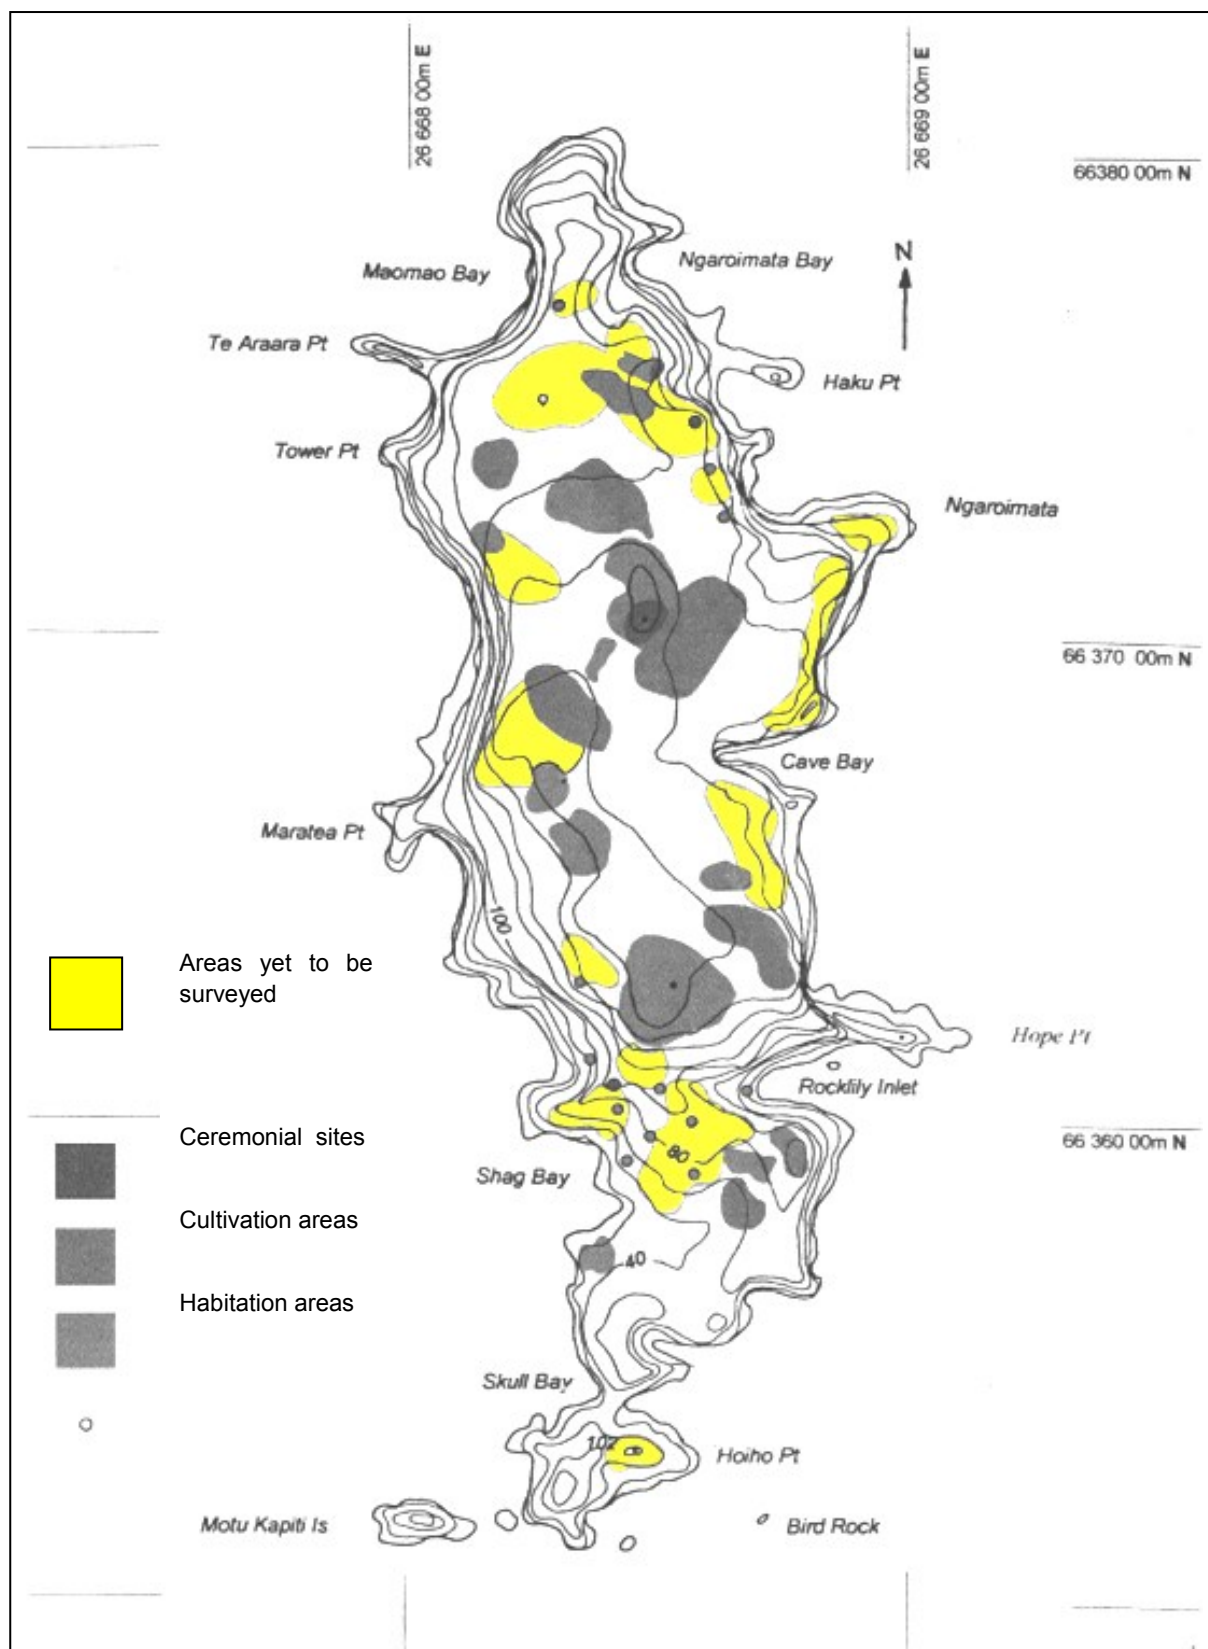 26 668 00m E
26 669 00m E
66380 00m N
Maomao Bay
Ngaroimata Bay
N
Te Araara Pt
Haku Pt
Tower Pt
Ngaroimata
66 370 00m N
Cave Bay
Maratea Pt
100
Areas yet to be
surveyed
Hope Pt
Rocklily Inlet
Ceremonial sites
66 360 00m N
80
Shag Bay
Cultivation areas
40
Habitation areas
Skull Bay
102
Hoiho Pt
Motu Kapiti Is
Bird Rock